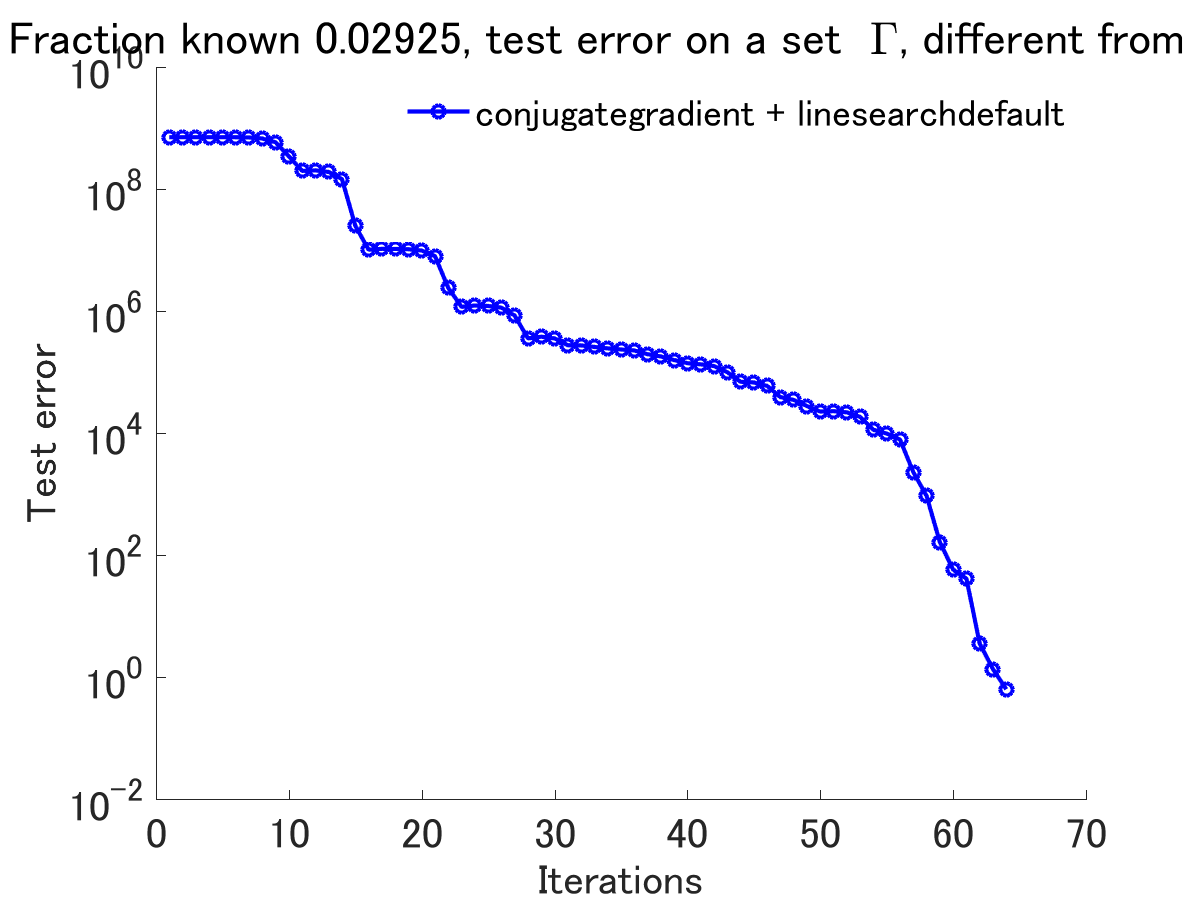 Fraction known 0.02925, test error on a set Γ, different from
10^10
conjugategradient + linesearchdefault
10^8
10^6
10^4
10^2
10^0
10^-2
Test error
0 10 20 30 40 50 60 70
Iterations